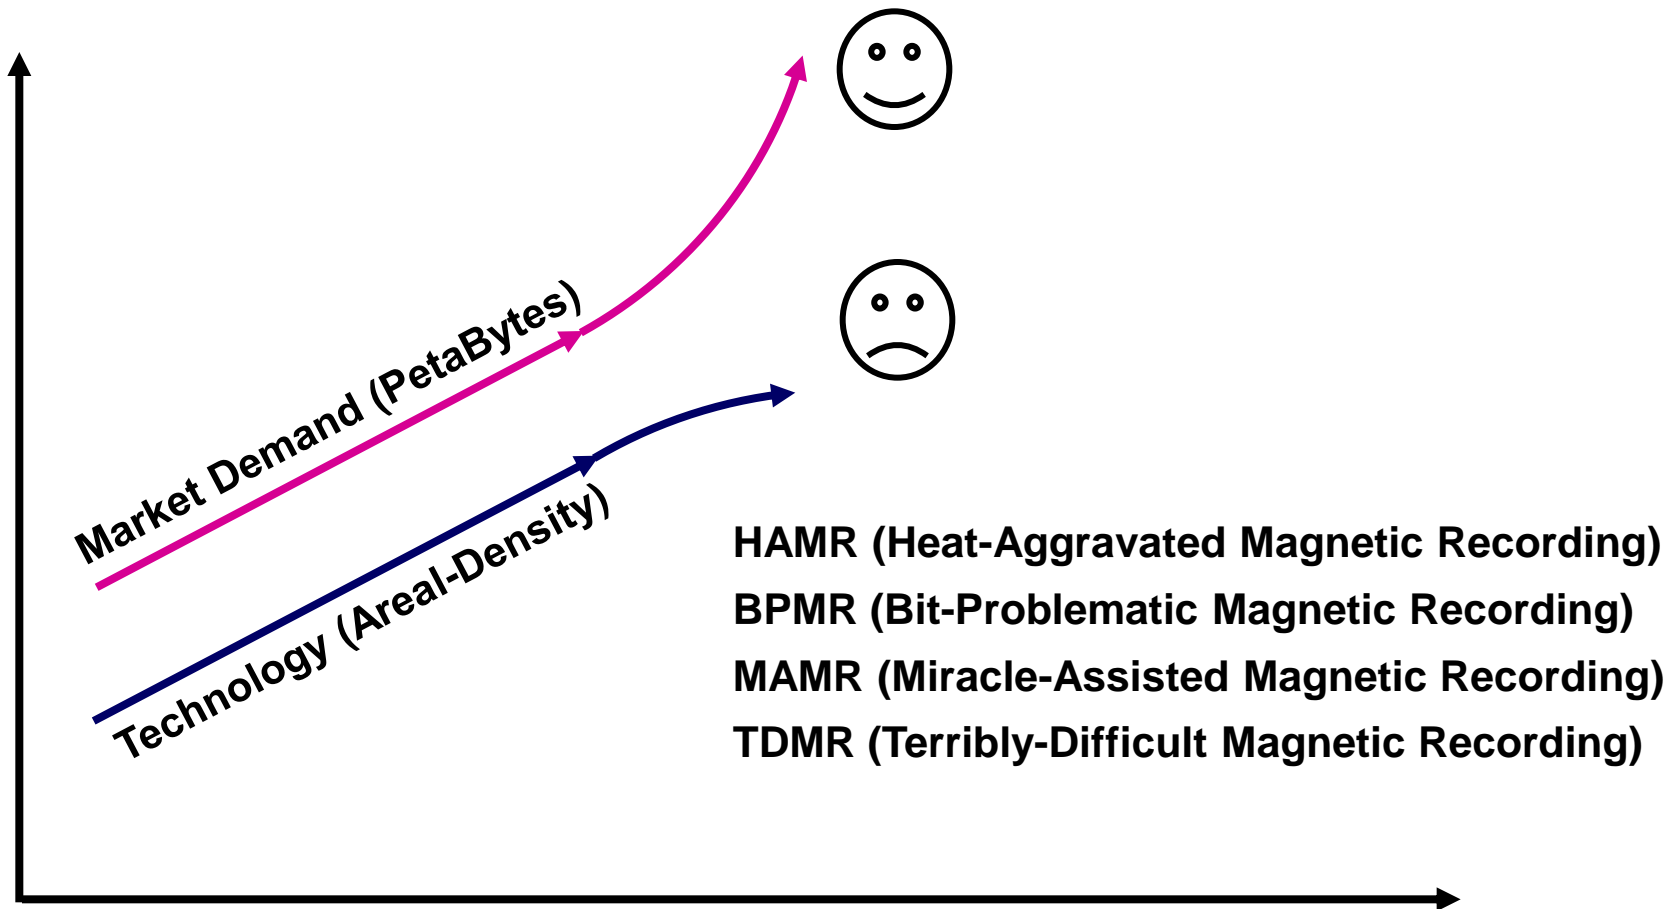 Market Demand (PetaBytes)
Technology (Areal-Density)
HAMR (Heat-Aggravated Magnetic Recording)
BPMR (Bit-Problematic Magnetic Recording)
MAMR (Miracle-Assisted Magnetic Recording)
TDMR (Terribly-Difficult Magnetic Recording)